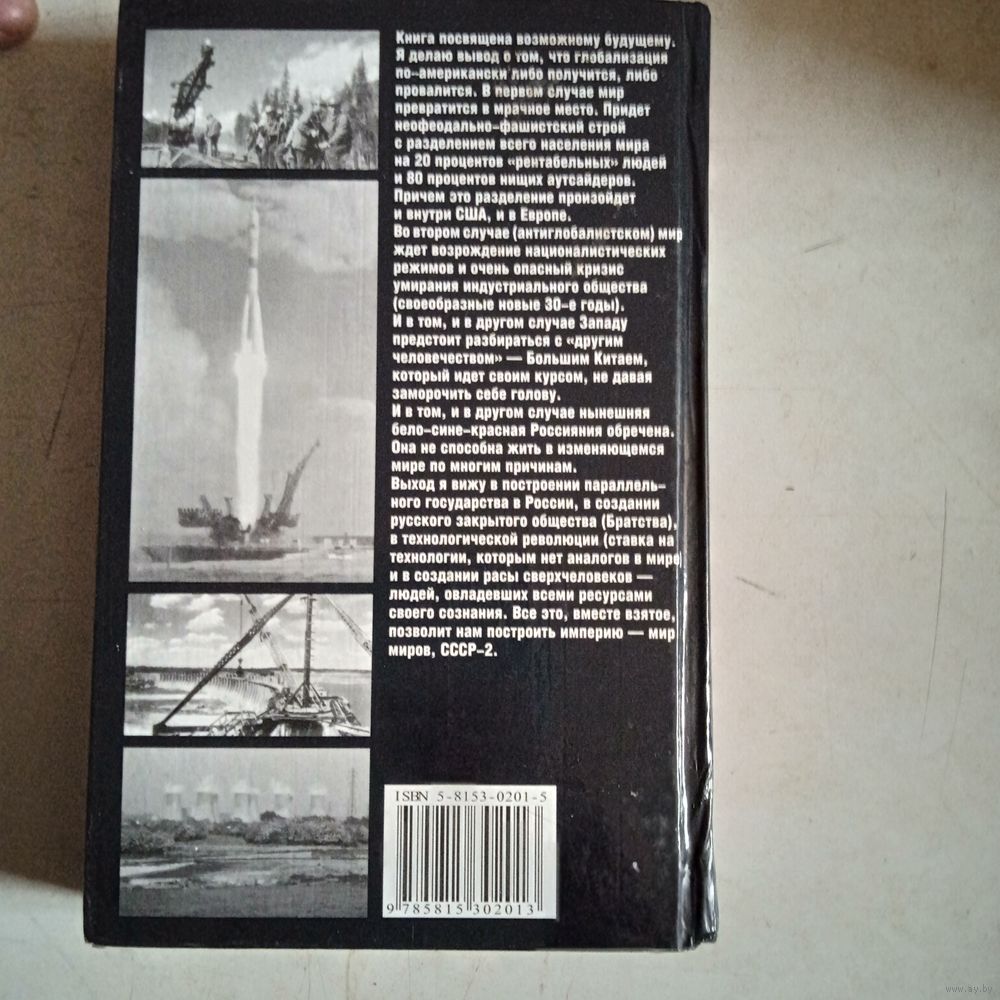 Книга посвящена возможному будущему.
Я делаю вывод о том, что глобализация
по-американски либо получится, либо
провалится. В первом случае мир
превратится в мрачное место. Придет
неофеодально-фашистский строй
с разделением всего населения мира
на 20 процентов «рентабельных» людей
и 80 процентов нищих аутсайдеров.
Причем это разделение произойдет
и внутри США, и в Европе.
Во втором случае (антиглобалистском) мир
ждет возрождение националистических
режимов и очень опасный кризис
умирания индустриального общества
(своеобразные новые 30-е годы).
И в том, и в другом случае Западу
предстоит разбираться с «другим
человечеством» — Большим Китаем,
который идет своим курсом, не давая
заморочить себе голову.
И в том, и в другом случае нынешняя
бело-сине-красная Россияния обречена.
Она не способна жить в изменяющемся
мире по многим причинам.
Выход я вижу в построении параллель-
ного государства в России, в создании
русского закрытого общества (Братства),
в технологической революции (ставка на
технологии, которым нет аналогов в мире)
и в создании расы сверхчеловеков —
людей, овладевших всеми ресурсами
своего сознания. Все это, вместе взятое,
позволит нам построить империю — мир
миров, СССР-2.
ISBN 5-8153-0201-5
9 785815 302013
www.ay.by